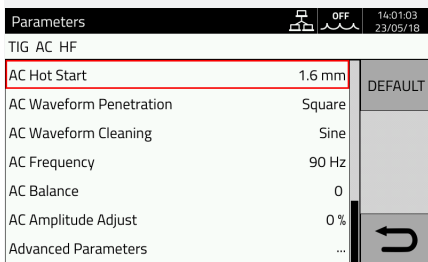 Parameters
OFF
14:01:03
23/05/18
TIG AC HF
AC Hot Start 1.6 mm
DEFAULT
AC Waveform Penetration Square
AC Waveform Cleaning Sine
AC Frequency 90 Hz
AC Balance 0
AC Amplitude Adjust 0 %
Advanced Parameters ...